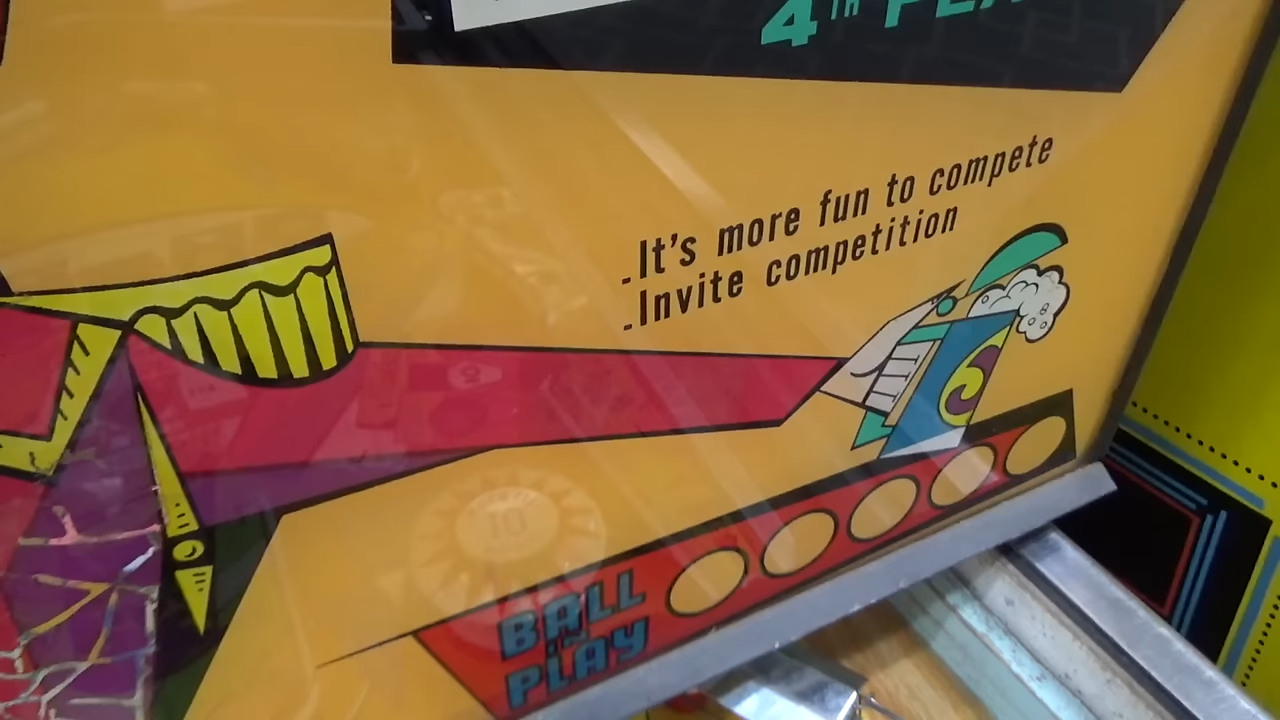 4TH
-It's more fun to compete
-Invite competition
BALL
IN
PLAY